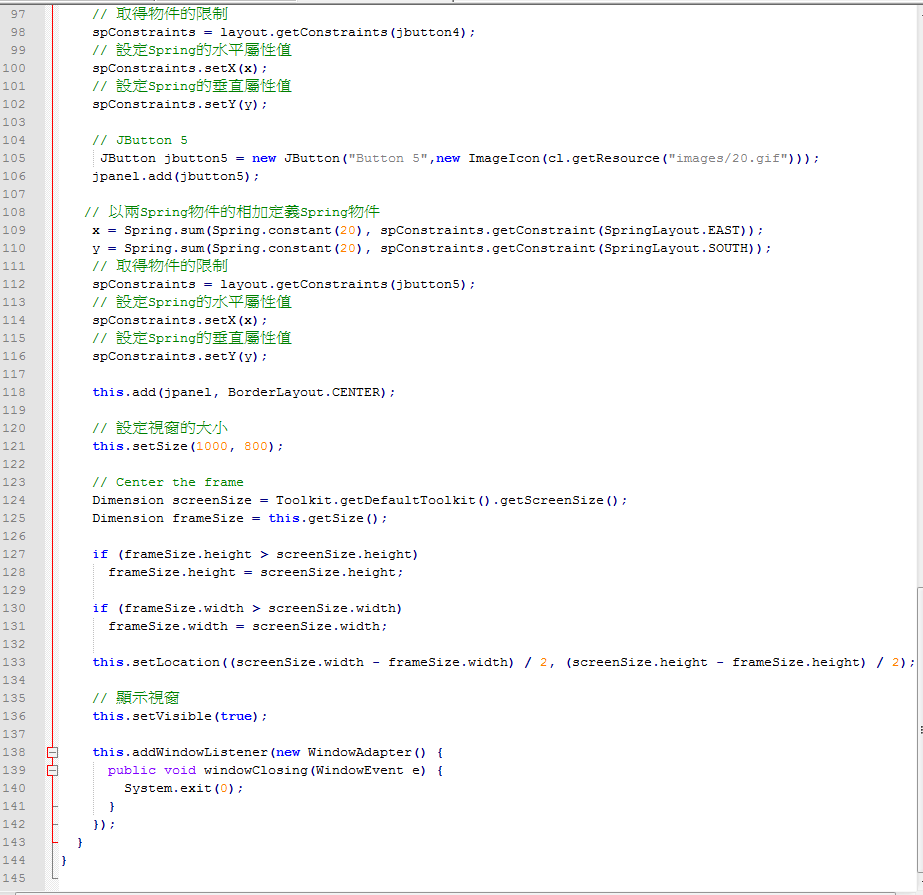 97 // 取得物件的限制
98 spConstraints = layout.getConstraints(jbutton4);
99 // 設定Spring的水平屬性值
100 spConstraints.setX(x);
101 // 設定Spring的垂直屬性值
102 spConstraints.setY(y);
103
104 // JButton 5
105 JButton jbutton5 = new JButton("Button 5",new ImageIcon(cl.getResource("images/20.gif")));
106 jpanel.add(jbutton5);
107
108 // 以兩Spring物件的相加定義Spring物件
109 x = Spring.sum(Spring.constant(20), spConstraints.getConstraint(SpringLayout.EAST));
110 y = Spring.sum(Spring.constant(20), spConstraints.getConstraint(SpringLayout.SOUTH));
111 // 取得物件的限制
112 spConstraints = layout.getConstraints(jbutton5);
113 // 設定Spring的水平屬性值
114 spConstraints.setX(x);
115 // 設定Spring的垂直屬性值
116 spConstraints.setY(y);
117
118 this.add(jpanel, BorderLayout.CENTER);
119
120 // 設定視窗的大小
121 this.setSize(1000, 800);
122
123 // Center the frame
124 Dimension screenSize = Toolkit.getDefaultToolkit().getScreenSize();
125 Dimension frameSize = this.getSize();
126
127 if (frameSize.height > screenSize.height)
128 frameSize.height = screenSize.height;
129
130 if (frameSize.width > screenSize.width)
131 frameSize.width = screenSize.width;
132
133 this.setLocation((screenSize.width - frameSize.width) / 2, (screenSize.height - frameSize.height) / 2);
134
135 // 顯示視窗
136 this.setVisible(true);
137
138 this.addWindowListener(new WindowAdapter() {
139 public void windowClosing(WindowEvent e) {
140 System.exit(0);
141 }
142 });
143 }
144 }
145